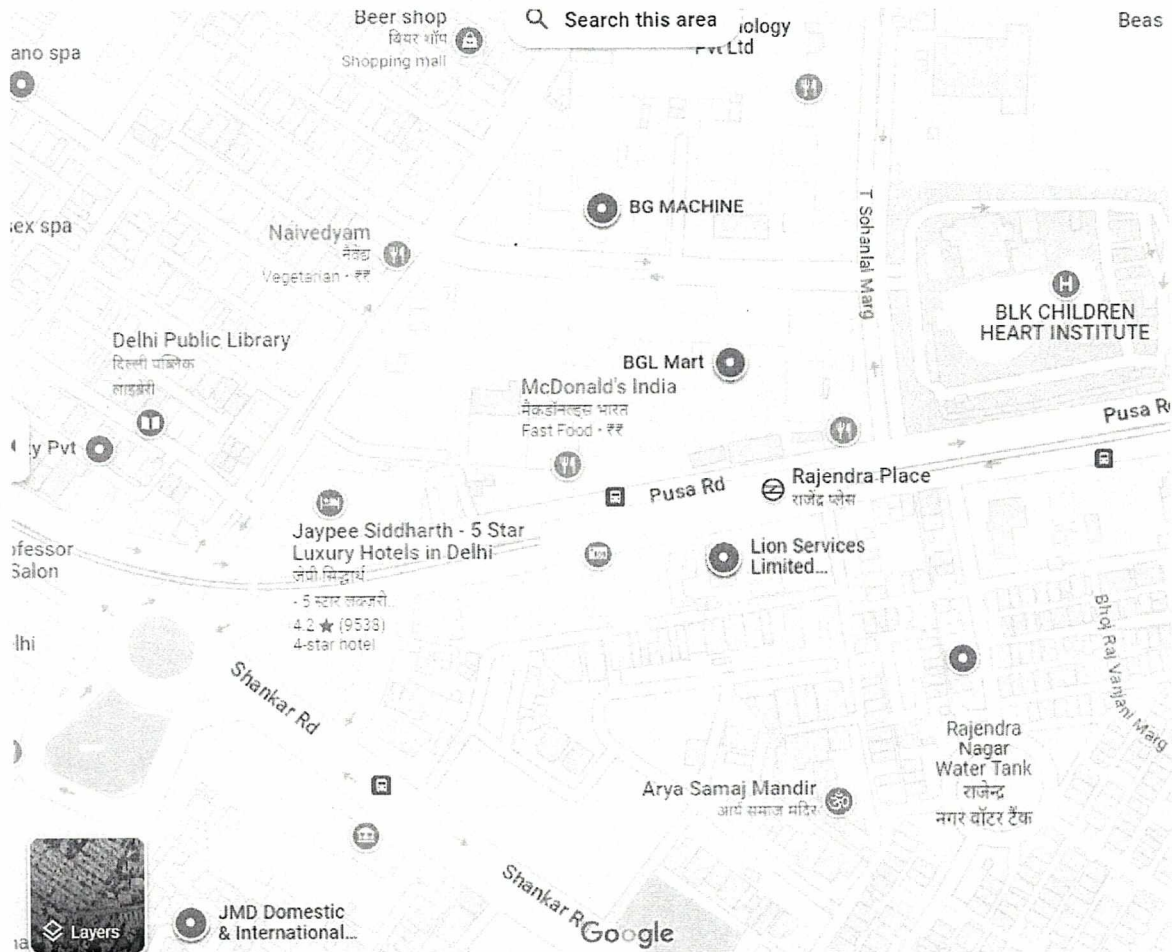 Beer shop
बियर शॉप
Shopping mall
Search this area
Pvt Ltd
Beas
ano spa
sex spa
Naivedyam
नैवेद्य
Vegetarian · ₹₹
BG MACHINE
T Sohanlal Marg
BLK CHILDREN
HEART INSTITUTE
Delhi Public Library
दिल्ली पब्लिक
लाइब्रेरी
BGL Mart
McDonald's India
मैकडॉनल्ड्स भारत
Fast Food · ₹₹
Pusa Rd
ty Pvt
Pusa Rd
Rajendra Place
राजेंद्र प्लेस
Jaypee Siddharth - 5 Star
Luxury Hotels in Delhi
जेपी सिद्धार्थ
- 5 स्टार लक्ज़री...
4.2 ★ (9538)
4-star hotel
Lion Services
Limited...
ofessor
Salon
elhi
Shankar Rd
Bhoj Raj Vanjani Marg
Rajendra
Nagar
Water Tank
राजेन्द्र
नगर वॉटर टैंक
Arya Samaj Mandir
आर्य समाज मंदिर
Shankar R
Layers
JMD Domestic
& International...
Google